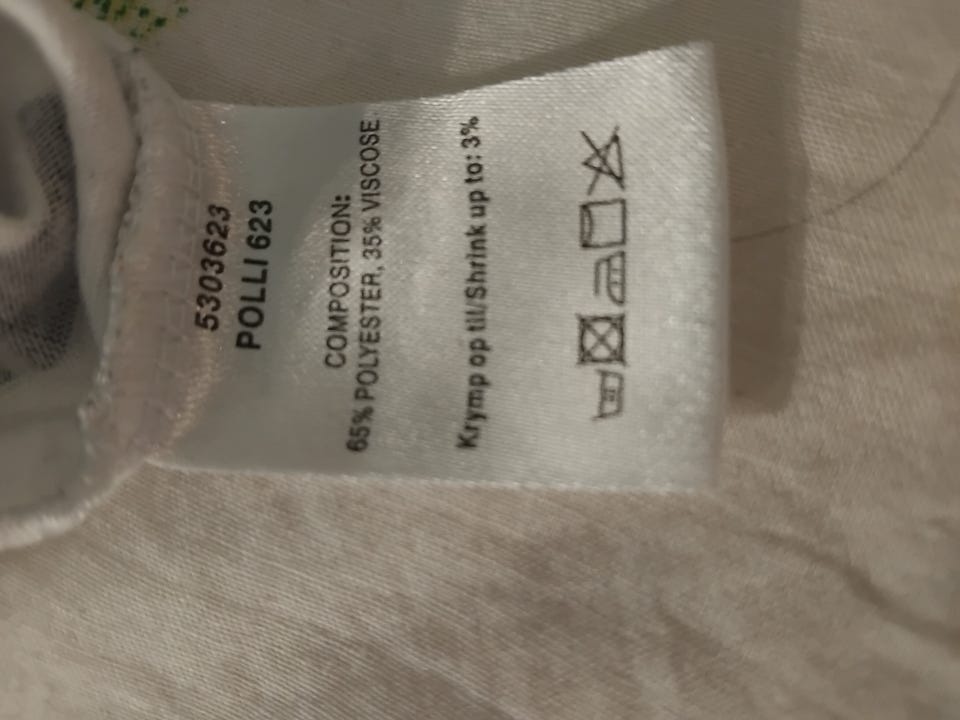 5303623
POLLI 623
COMPOSITION:
65% POLYESTER, 35% VISCOSE
Krymp op til/Shrink up to: 3%